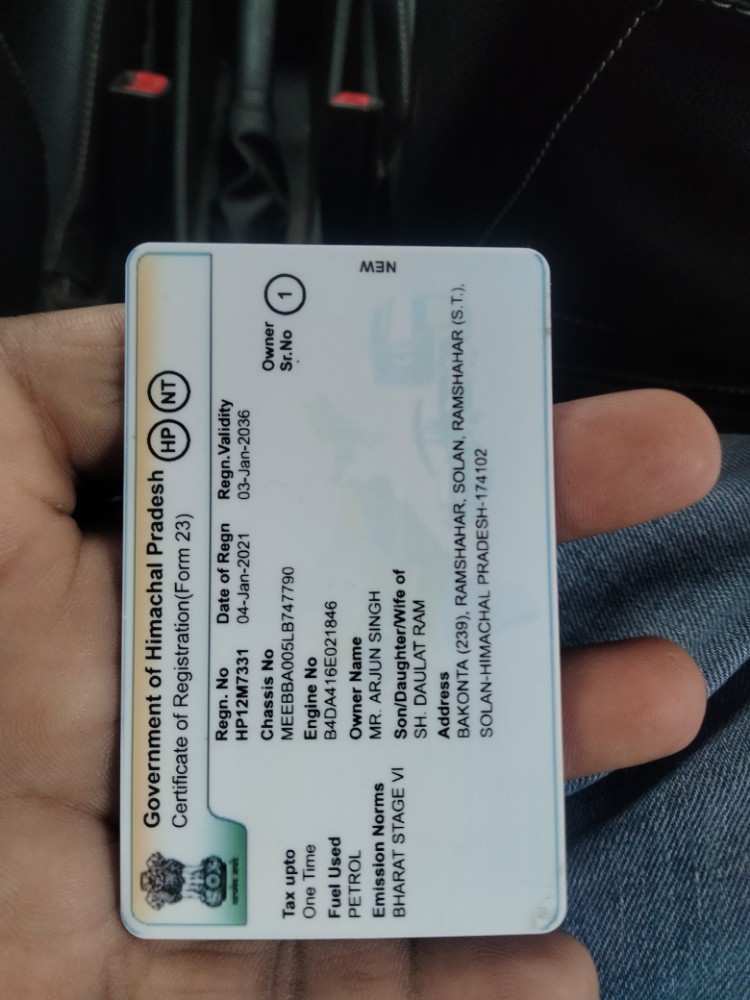 Government of Himachal Pradesh
Certificate of Registration(Form 23)
HP
NT
Regn. No
HP12M7331
Date of Regn
04-Jan-2021
Regn.Validity
03-Jan-2036
Chassis No
MEEBBA005LB747790
Owner
Sr.No
1
Engine No
B4DA416E021846
Owner Name
MR. ARJUN SINGH
Son/Daughter/Wife of
SH. DAULAT RAM
Address
BAKONTA (239), RAMSHAHAR, SOLAN, RAMSHAHAR (S.T.),
SOLAN-HIMACHAL PRADESH-174102
Tax upto
One Time
Fuel Used
PETROL
Emission Norms
BHARAT STAGE VI
NEW